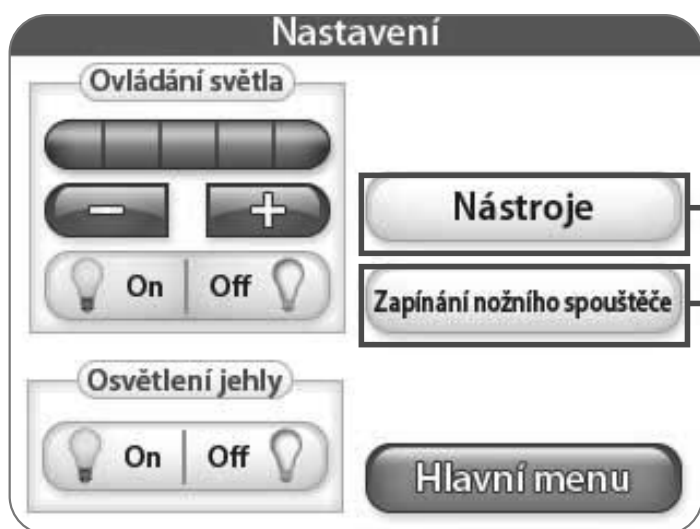 Nastavení
Ovládání světla
− +
On Off
Nástroje
Zapínání nožního spouštěče
Osvětlení jehly
On Off
Hlavní menu